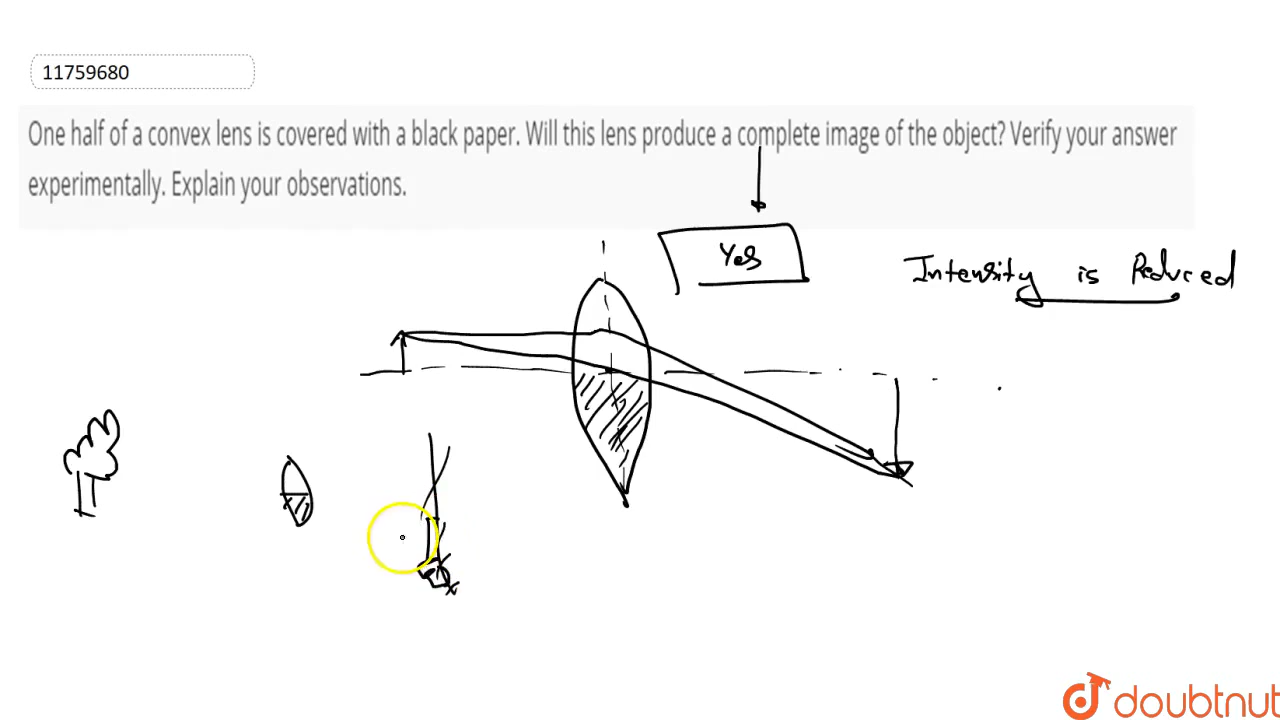 11759680
One half of a convex lens is covered with a black paper. Will this lens produce a complete image of the object? Verify your answer
experimentally. Explain your observations.
Yes
Intensity is Reduced
doubtnut